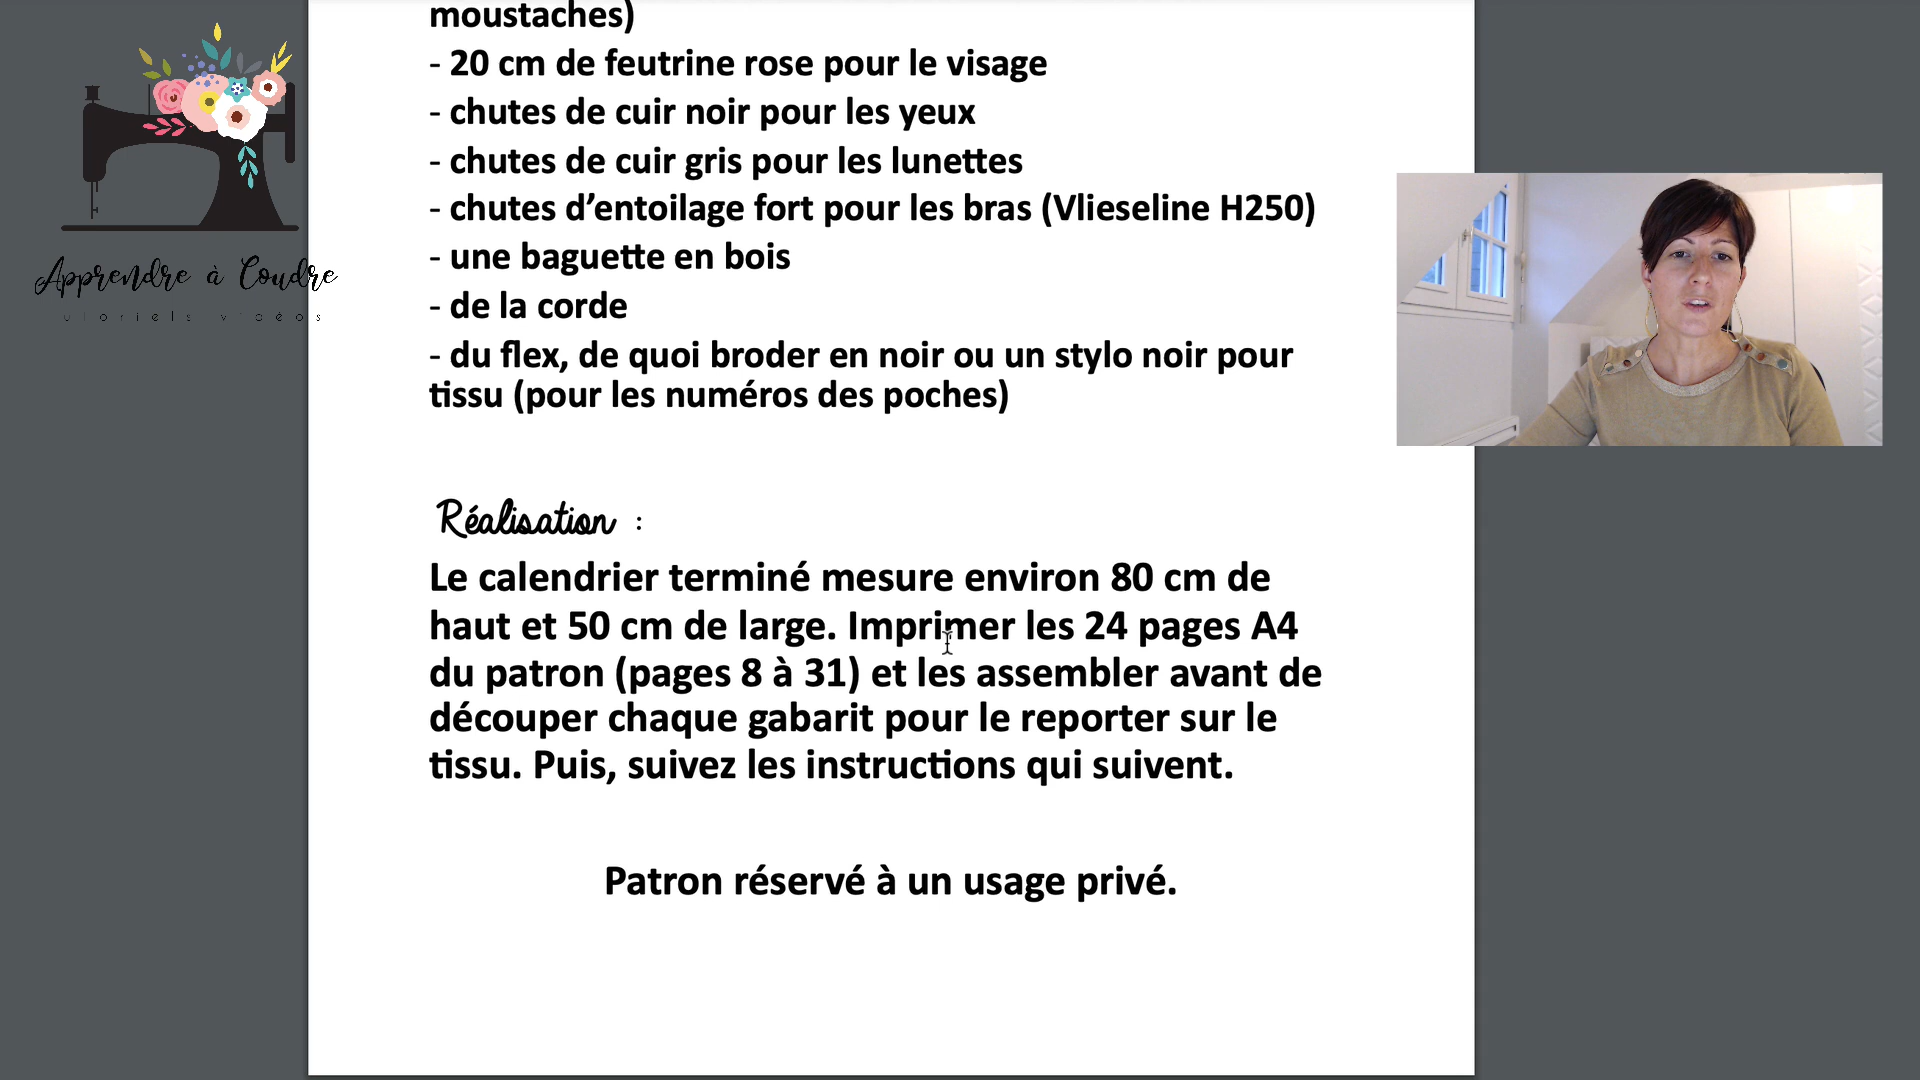 moustaches)
- 20 cm de feutrine rose pour le visage
- chutes de cuir noir pour les yeux
- chutes de cuir gris pour les lunettes
- chutes d’entoilage fort pour les bras (Vlieseline H250)
- une baguette en bois
- de la corde
- du flex, de quoi broder en noir ou un stylo noir pour
tissu (pour les numéros des poches)
Réalisation :
Le calendrier terminé mesure environ 80 cm de
haut et 50 cm de large. Imprimer les 24 pages A4
du patron (pages 8 à 31) et les assembler avant de
découper chaque gabarit pour le reporter sur le
tissu. Puis, suivez les instructions qui suivent.
Patron réservé à un usage privé.
Apprendre à Coudre
utoriels vidéos